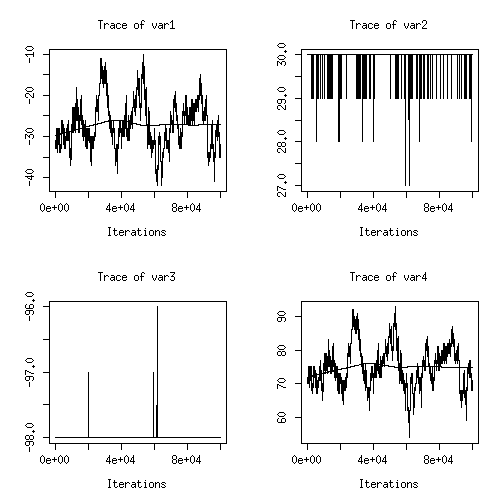 Trace of var1
-10
-20
-30
-40
0e+00 4e+04 8e+04
Iterations
Trace of var2
30.0
29.0
28.0
27.0
0e+00 4e+04 8e+04
Iterations
Trace of var3
-96.0
-97.0
-98.0
0e+00 4e+04 8e+04
Iterations
Trace of var4
90
80
70
60
0e+00 4e+04 8e+04
Iterations